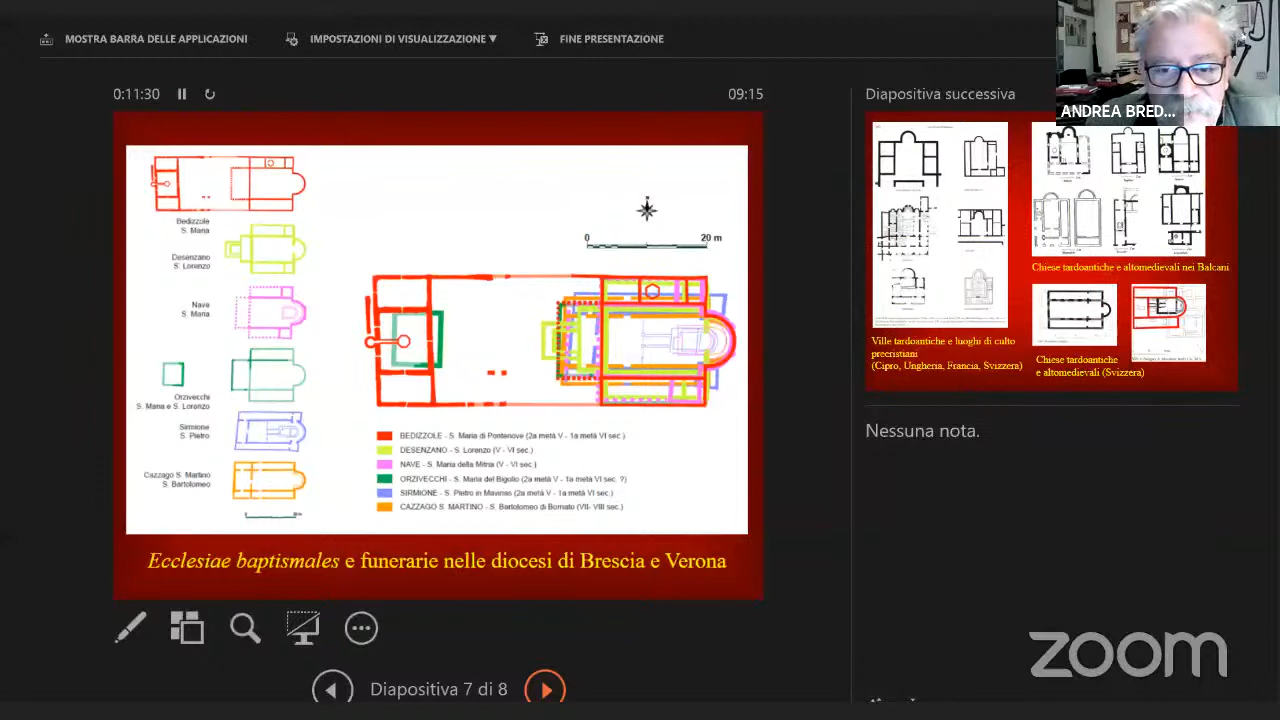 MOSTRA BARRA DELLE APPLICAZIONI
IMPOSTAZIONI DI VISUALIZZAZIONE ▼
FINE PRESENTAZIONE
ANDREA BRED...
0:11:30
09:15
Bedizzole
S. Maria
Desenzano
S. Lorenzo
Nave
S. Maria
Orzivecchi
S. Maria e S. Lorenzo
Sirmione
S. Pietro
Cazzago S. Martino
S. Bartolomeo
0
20 m
BEDIZZOLE - S. Maria di Pontenove (2a metà V - 1a metà VI sec.)
DESENZANO - S. Lorenzo (V - VI sec.)
NAVE - S. Maria della Mitria (V - VI sec.)
ORZIVECCHI - S. Maria del Bigolio (2a metà V - 1a metà VI sec. ?)
SIRMIONE - S. Pietro in Mavinas (2a metà V - 1a metà VI sec.)
CAZZAGO S. MARTINO - S. Bartolomeo di Bornato (VII- VIII sec.)
Ecclesiae baptismales e funerarie nelle diocesi di Brescia e Verona
Diapositiva 7 di 8
Diapositiva successiva
Chiese tardoantiche e altomedievali nei Balcani
Ville tardoantiche e luoghi di culto
precristiani
(Cipro, Ungheria, Francia, Svizzera)
Chiese tardoantiche
e altomedievali (Svizzera)
Nessuna nota.
zoom